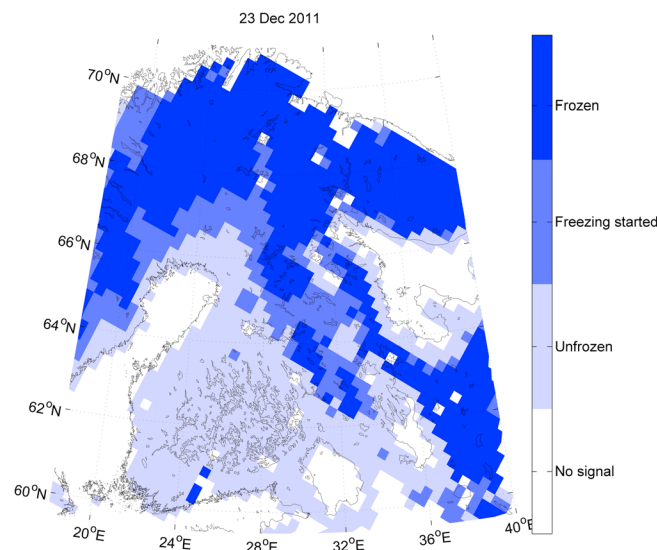 23 Dec 2011
70°N
68°N
66°N
64°N
62°N
60°N
20°E
24°E
28°E
32°E
36°E
40°E
Frozen
Freezing started
Unfrozen
No signal